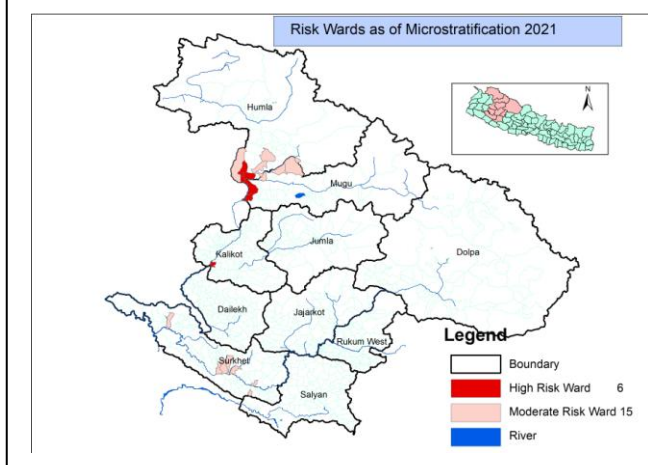 Risk Wards as of Microstratification 2021
N
Humla
Mugu
Jumla
Dolpa
Kalikot
Dailekh
Jajarkot
Rukum West
Surkhet
Salyan
Legend
Boundary
High Risk Ward 6
Moderate Risk Ward 15
River